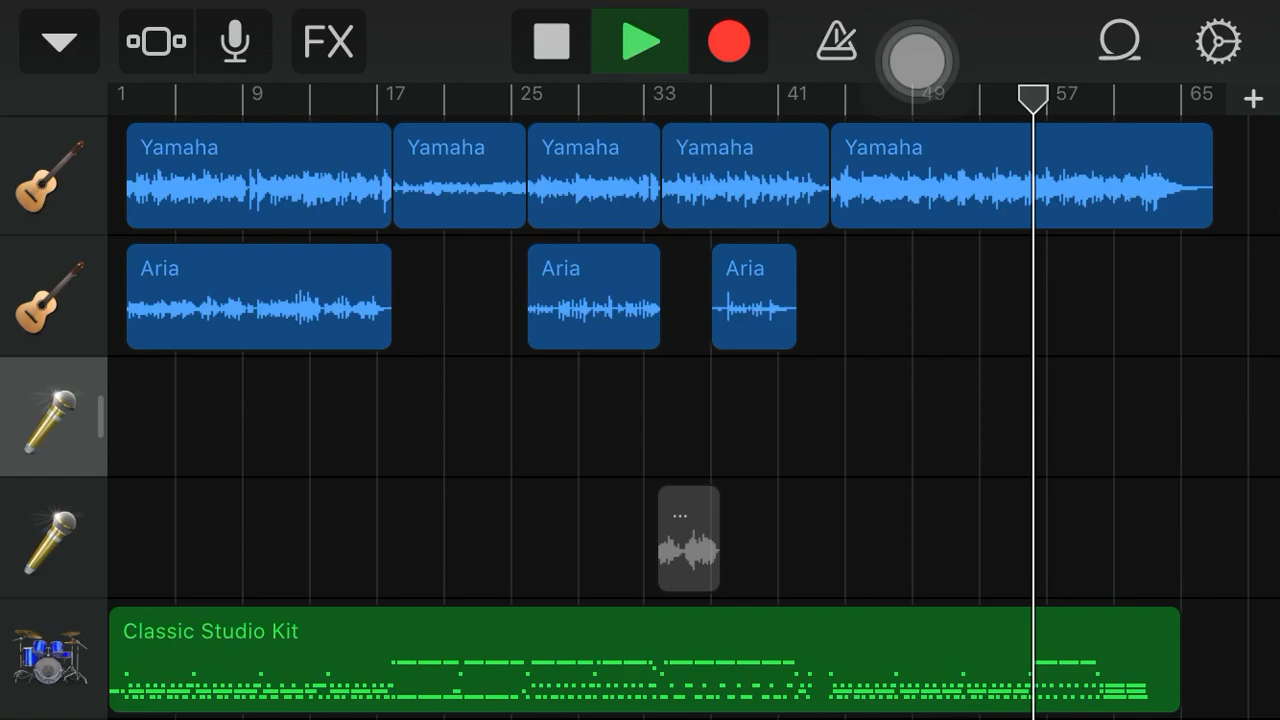 FX
1 9 17 25 33 41 49 57 65 +
Yamaha Yamaha Yamaha Yamaha Yamaha
Aria Aria Aria
...
Classic Studio Kit